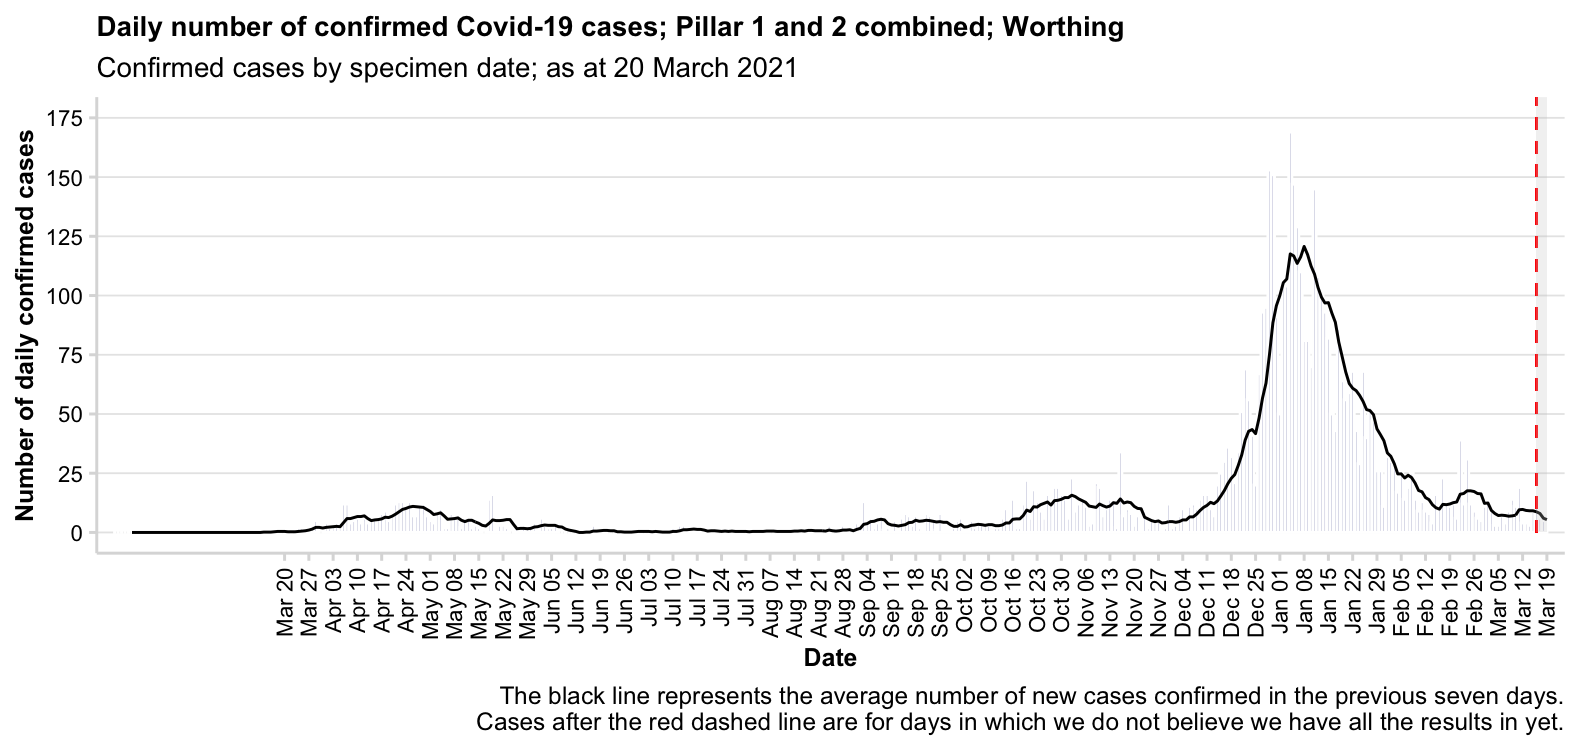 Daily number of confirmed Covid-19 cases; Pillar 1 and 2 combined; Worthing
Confirmed cases by specimen date; as at 20 March 2021
Number of daily confirmed cases
175
150
125
100
75
50
25
0
Mar 20
Mar 27
Apr 03
Apr 10
Apr 17
Apr 24
May 01
May 08
May 15
May 22
May 29
Jun 05
Jun 12
Jun 19
Jun 26
Jul 03
Jul 10
Jul 17
Jul 24
Jul 31
Aug 07
Aug 14
Aug 21
Aug 28
Sep 04
Sep 11
Sep 18
Sep 25
Oct 02
Oct 09
Oct 16
Oct 23
Oct 30
Nov 06
Nov 13
Nov 20
Nov 27
Dec 04
Dec 11
Dec 18
Dec 25
Jan 01
Jan 08
Jan 15
Jan 22
Jan 29
Feb 05
Feb 12
Feb 19
Feb 26
Mar 05
Mar 12
Mar 19
Date
The black line represents the average number of new cases confirmed in the previous seven days.
Cases after the red dashed line are for days in which we do not believe we have all the results in yet.